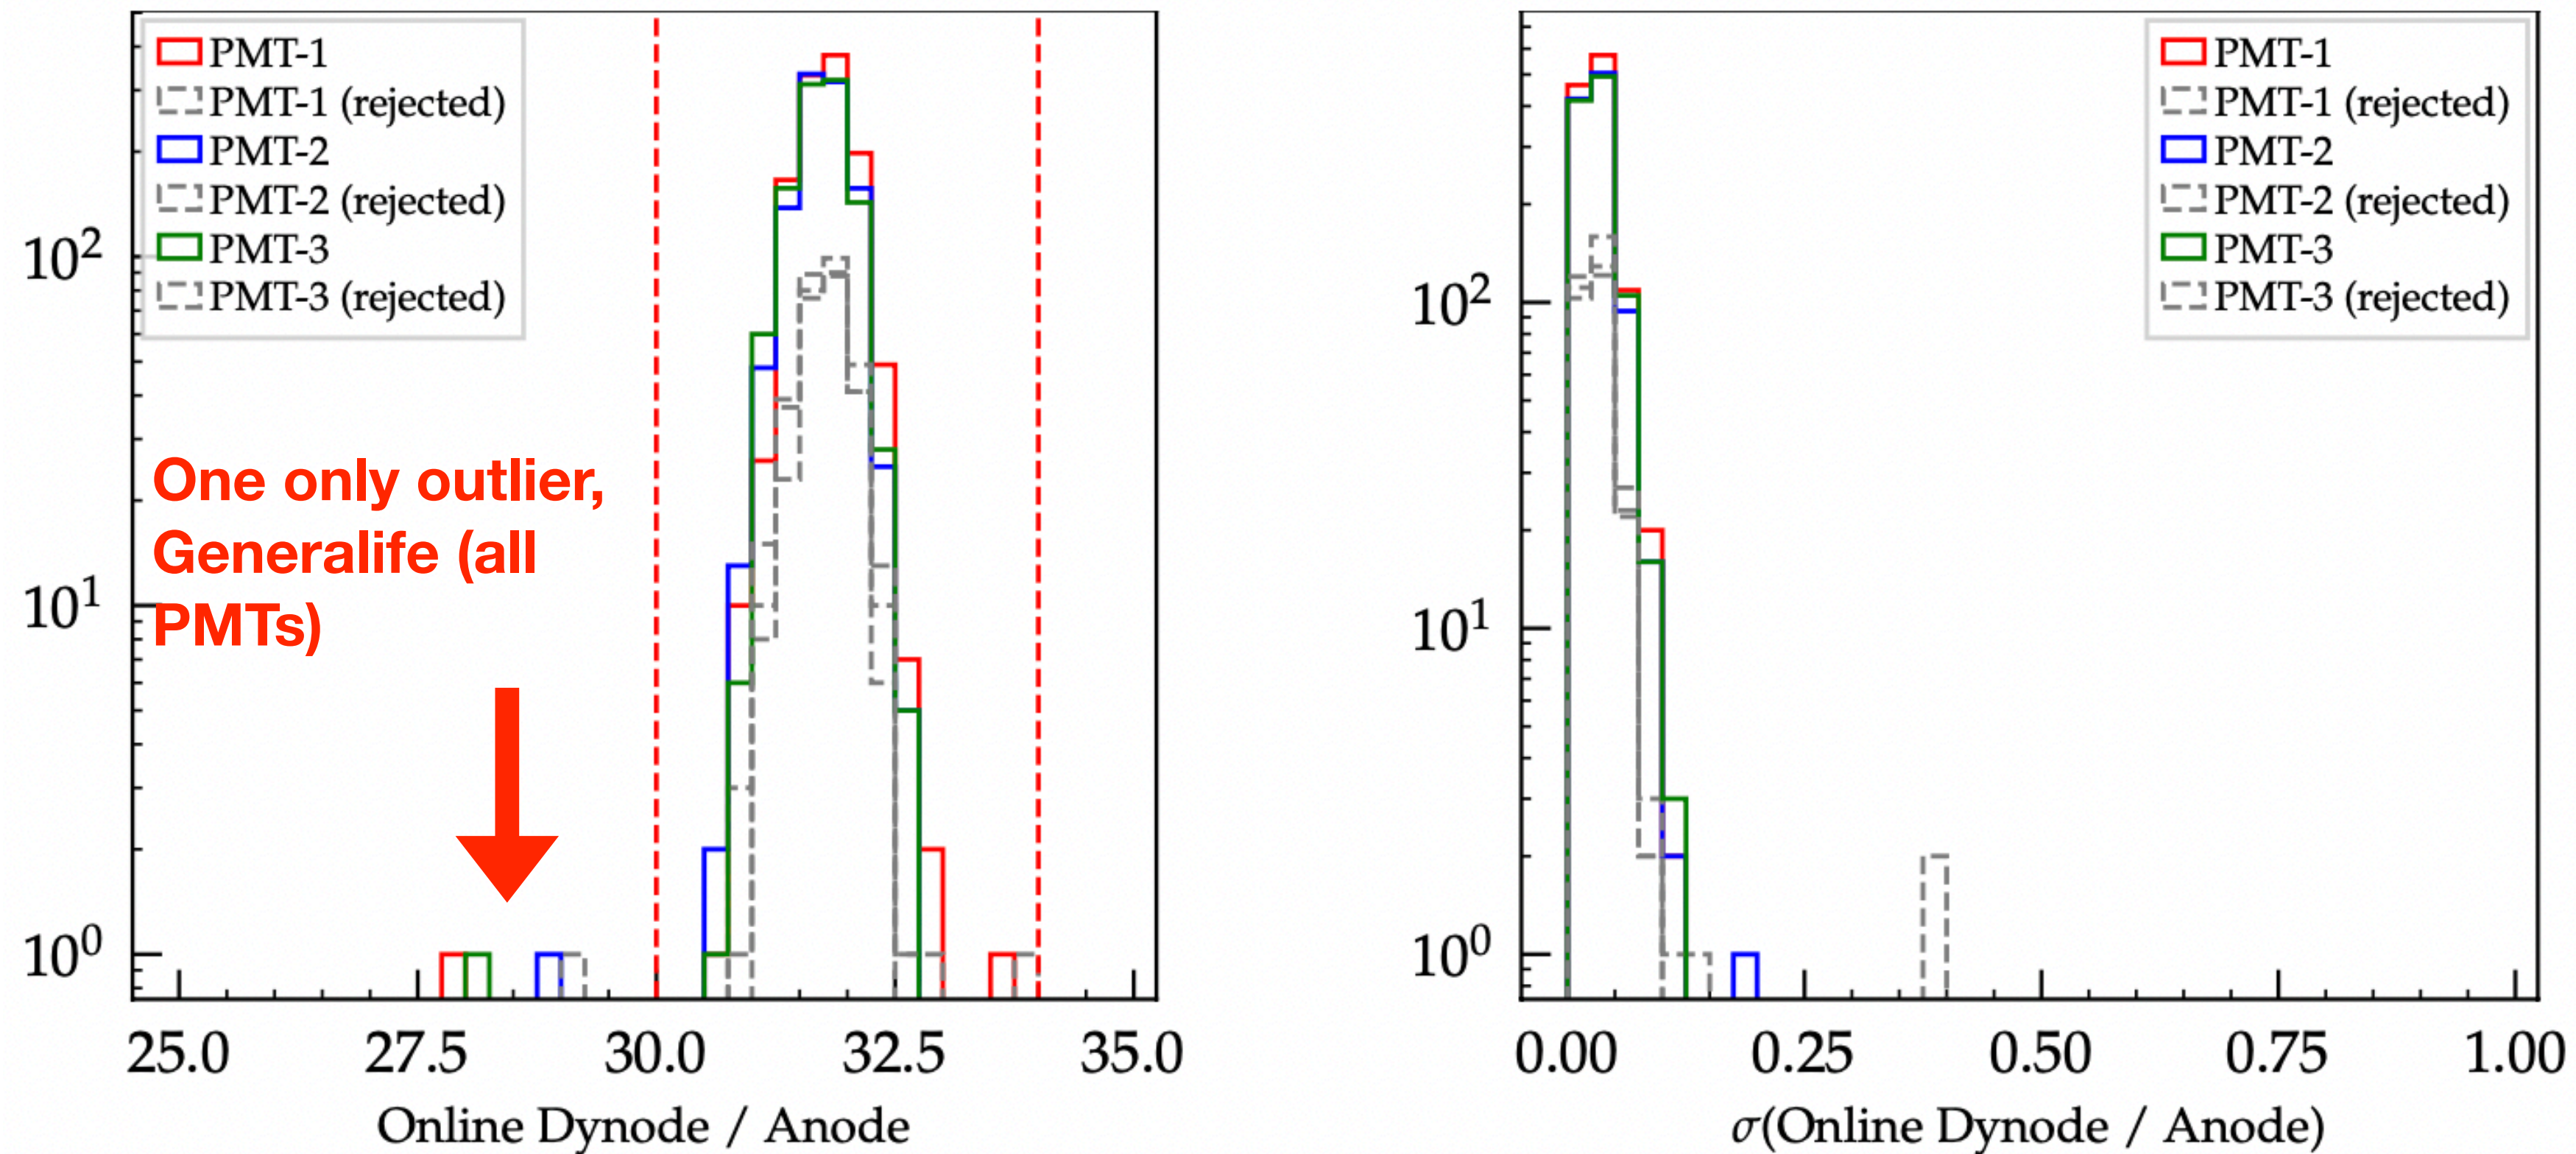 PMT-1
PMT-1 (rejected)
PMT-2
PMT-2 (rejected)
PMT-3
PMT-3 (rejected)
10²
10¹
10⁰
One only outlier,
Generalife (all
PMTs)
25.0 27.5 30.0 32.5 35.0
Online Dynode / Anode
PMT-1
PMT-1 (rejected)
PMT-2
PMT-2 (rejected)
PMT-3
PMT-3 (rejected)
10²
10¹
10⁰
0.00 0.25 0.50 0.75 1.00
σ(Online Dynode / Anode)